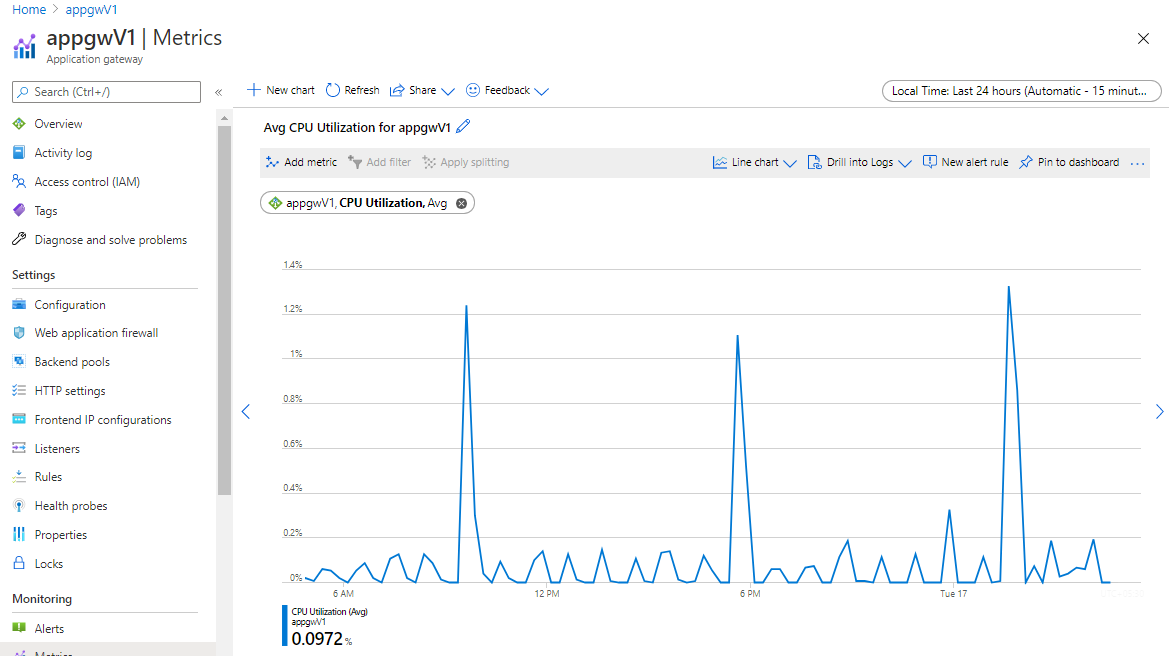 Home > appgwV1
appgwV1 | Metrics
Application gateway
Search (Ctrl+/)
«
Overview
Activity log
Access control (IAM)
Tags
Diagnose and solve problems
Settings
Configuration
Web application firewall
Backend pools
HTTP settings
Frontend IP configurations
Listeners
Rules
Health probes
Properties
Locks
Monitoring
Alerts
Metrics
New chart Refresh Share Feedback
Local Time: Last 24 hours (Automatic - 15 minut...
Avg CPU Utilization for appgwV1
Add metric Add filter Apply splitting Line chart Drill into Logs New alert rule Pin to dashboard ...
appgwV1, CPU Utilization, Avg
1.4%
1.2%
1%
0.8%
0.6%
0.4%
0.2%
0%
6 AM 12 PM 6 PM Tue 17
CPU Utilization (Avg)
appgwV1
0.0972 %